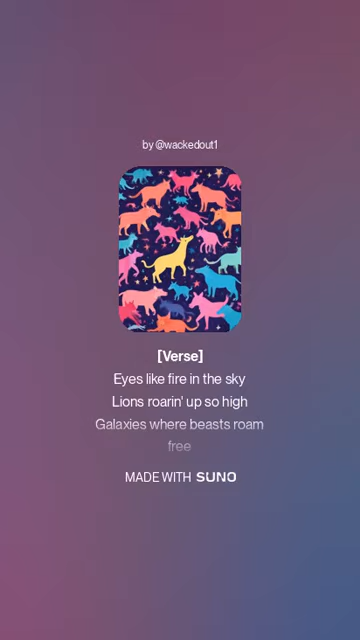 by @wackedout1
[Verse]
Eyes like fire in the sky
Lions roarin' up so high
Galaxies where beasts roam
free
MADE WITH SUNO